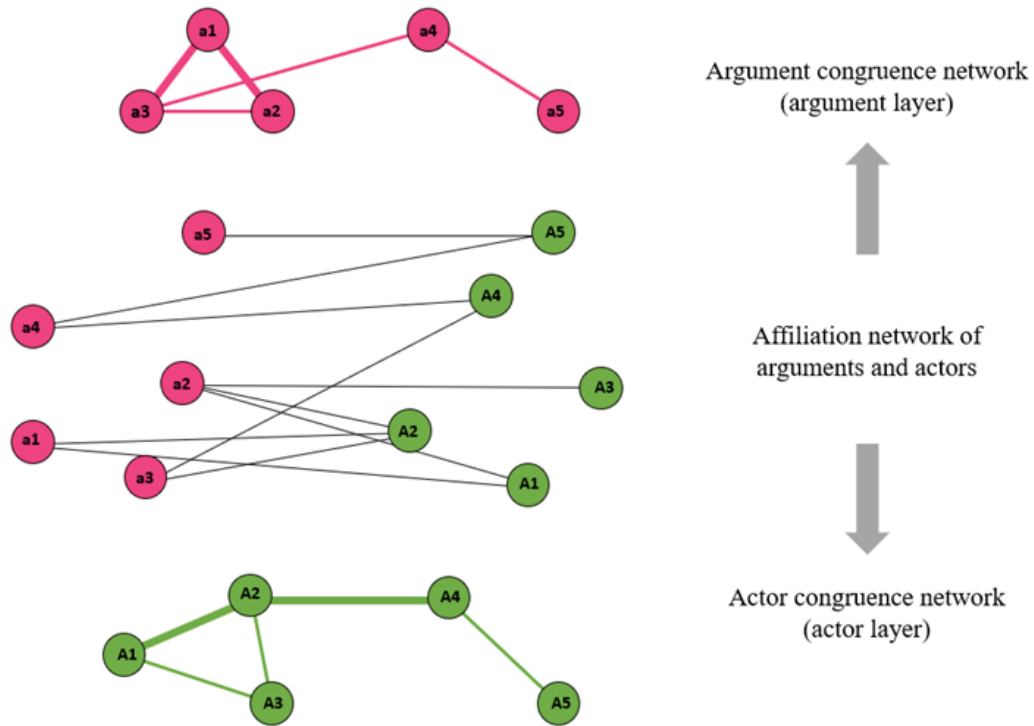 a1
a4
a3
a2
a5
Argument congruence network
(argument layer)
a5
A5
A4
a4
Affiliation network of
arguments and actors
a2
A3
a1
A2
a3
A1
A2
A4
Actor congruence network
(actor layer)
A1
A3
A5